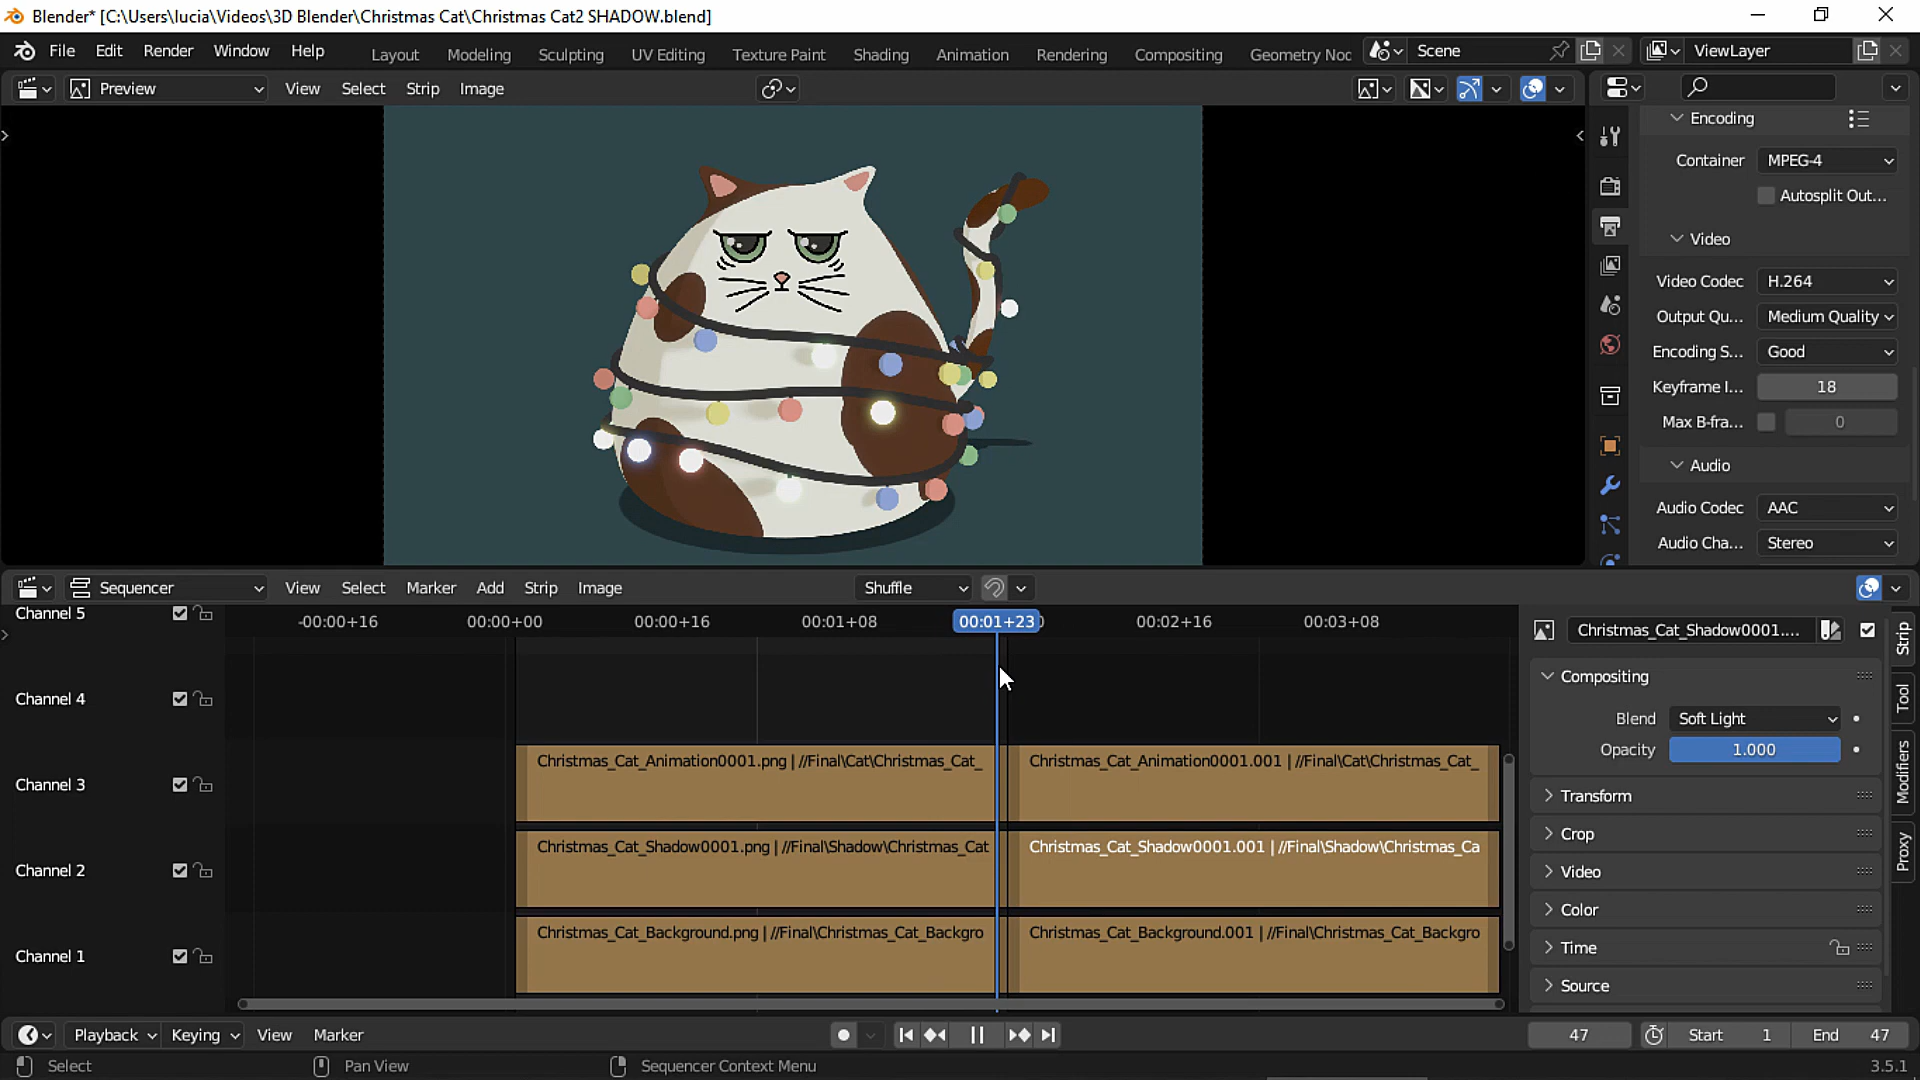 Blender* [C:\Users\lucia\Videos\3D Blender\Christmas Cat\Christmas Cat2 SHADOW.blend]
File Edit Render Window Help Layout Modeling Sculpting UV Editing Texture Paint Shading Animation Rendering Compositing Geometry Noc Scene ViewLayer
Preview View Select Strip Image
Encoding
Container MPEG-4
Autosplit Out...
Video
Video Codec H.264
Output Qu... Medium Quality
Encoding S... Good
Keyframe I... 18
Max B-fra... 0
Audio
Audio Codec AAC
Audio Cha... Stereo
Sequencer View Select Marker Add Strip Image Shuffle
Channel 5
-00:00+16 00:00+00 00:00+16 00:01+08 00:01+23 00:02+16 00:03+08
Christmas_Cat_Shadow0001....
Strip
Compositing
Channel 4
Tool
Blend Soft Light
Opacity 1.000
Channel 3
Christmas_Cat_Animation0001.png | //Final\Cat\Christmas_Cat_
Christmas_Cat_Animation0001.001 | //Final\Cat\Christmas_Cat_
Modifiers
Transform
Crop
Channel 2
Christmas_Cat_Shadow0001.png | //Final\Shadow\Christmas_Cat
Christmas_Cat_Shadow0001.001 | //Final\Shadow\Christmas_Ca
Proxy
Video
Color
Channel 1
Christmas_Cat_Background.png | //Final\Christmas_Cat_Backgro
Christmas_Cat_Background.001 | //Final\Christmas_Cat_Backgro
Time
Source
Playback Keying View Marker 47 Start 1 End 47
Select Pan View Sequencer Context Menu 3.5.1